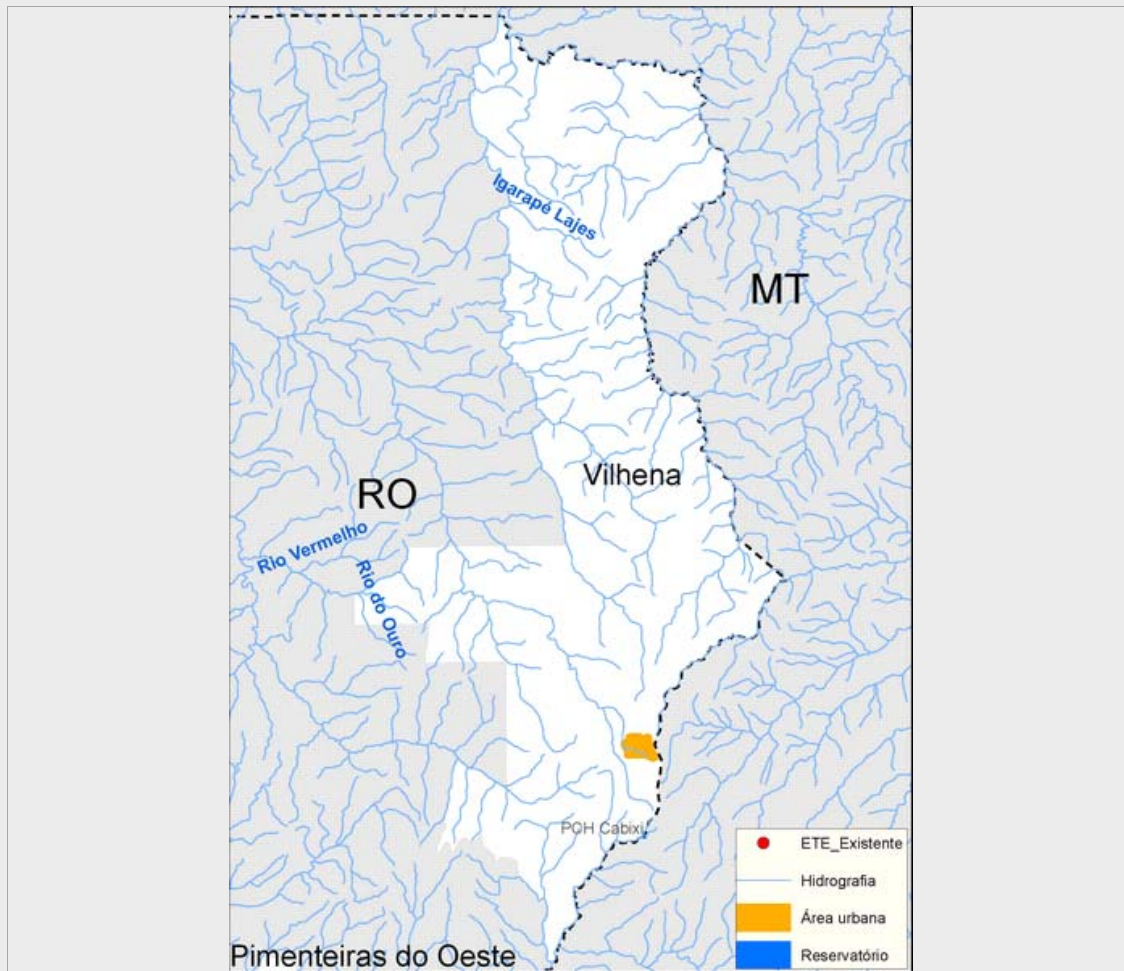 Igarapé Lajes
MT
Vilhena
RO
Rio Vermelho
Rio do Ouro
PCH Cabixi
ETE_Existente
Hidrografia
Área urbana
Reservatório
Pimenteiras do Oeste